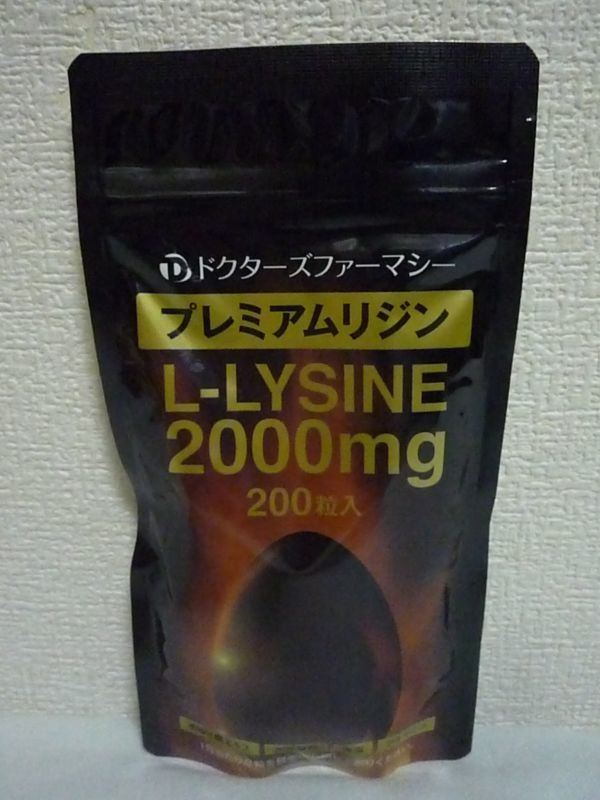 ドクターズファーマシー
プレミアムリジン
L-LYSINE
2000mg
200粒入